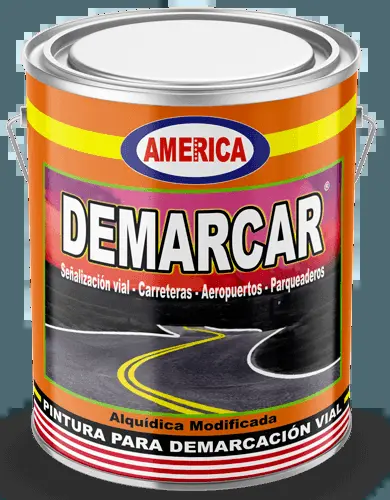 AMERICA
DEMARCAR®
Señalización vial - Carreteras - Aeropuertos - Parqueaderos
Alquídica Modificada
PINTURA PARA DEMARCACIÓN VIAL